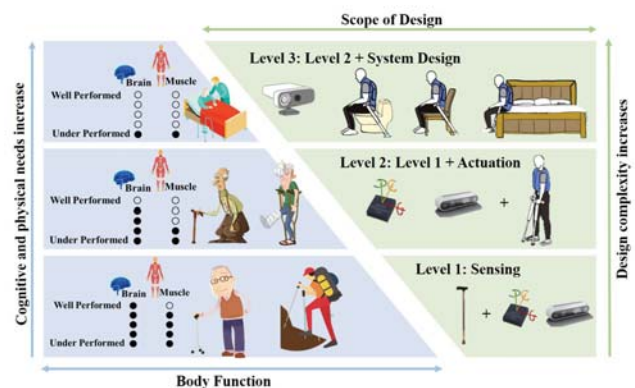 Scope of Design
Cognitive and physical needs increase
Brain Muscle
Well Performed
Under Performed
Level 3: Level 2 + System Design
Brain Muscle
Well Performed
Under Performed
Level 2: Level 1 + Actuation
+
Brain Muscle
Well Performed
Under Performed
Level 1: Sensing
+
Design complexity increases
Body Function